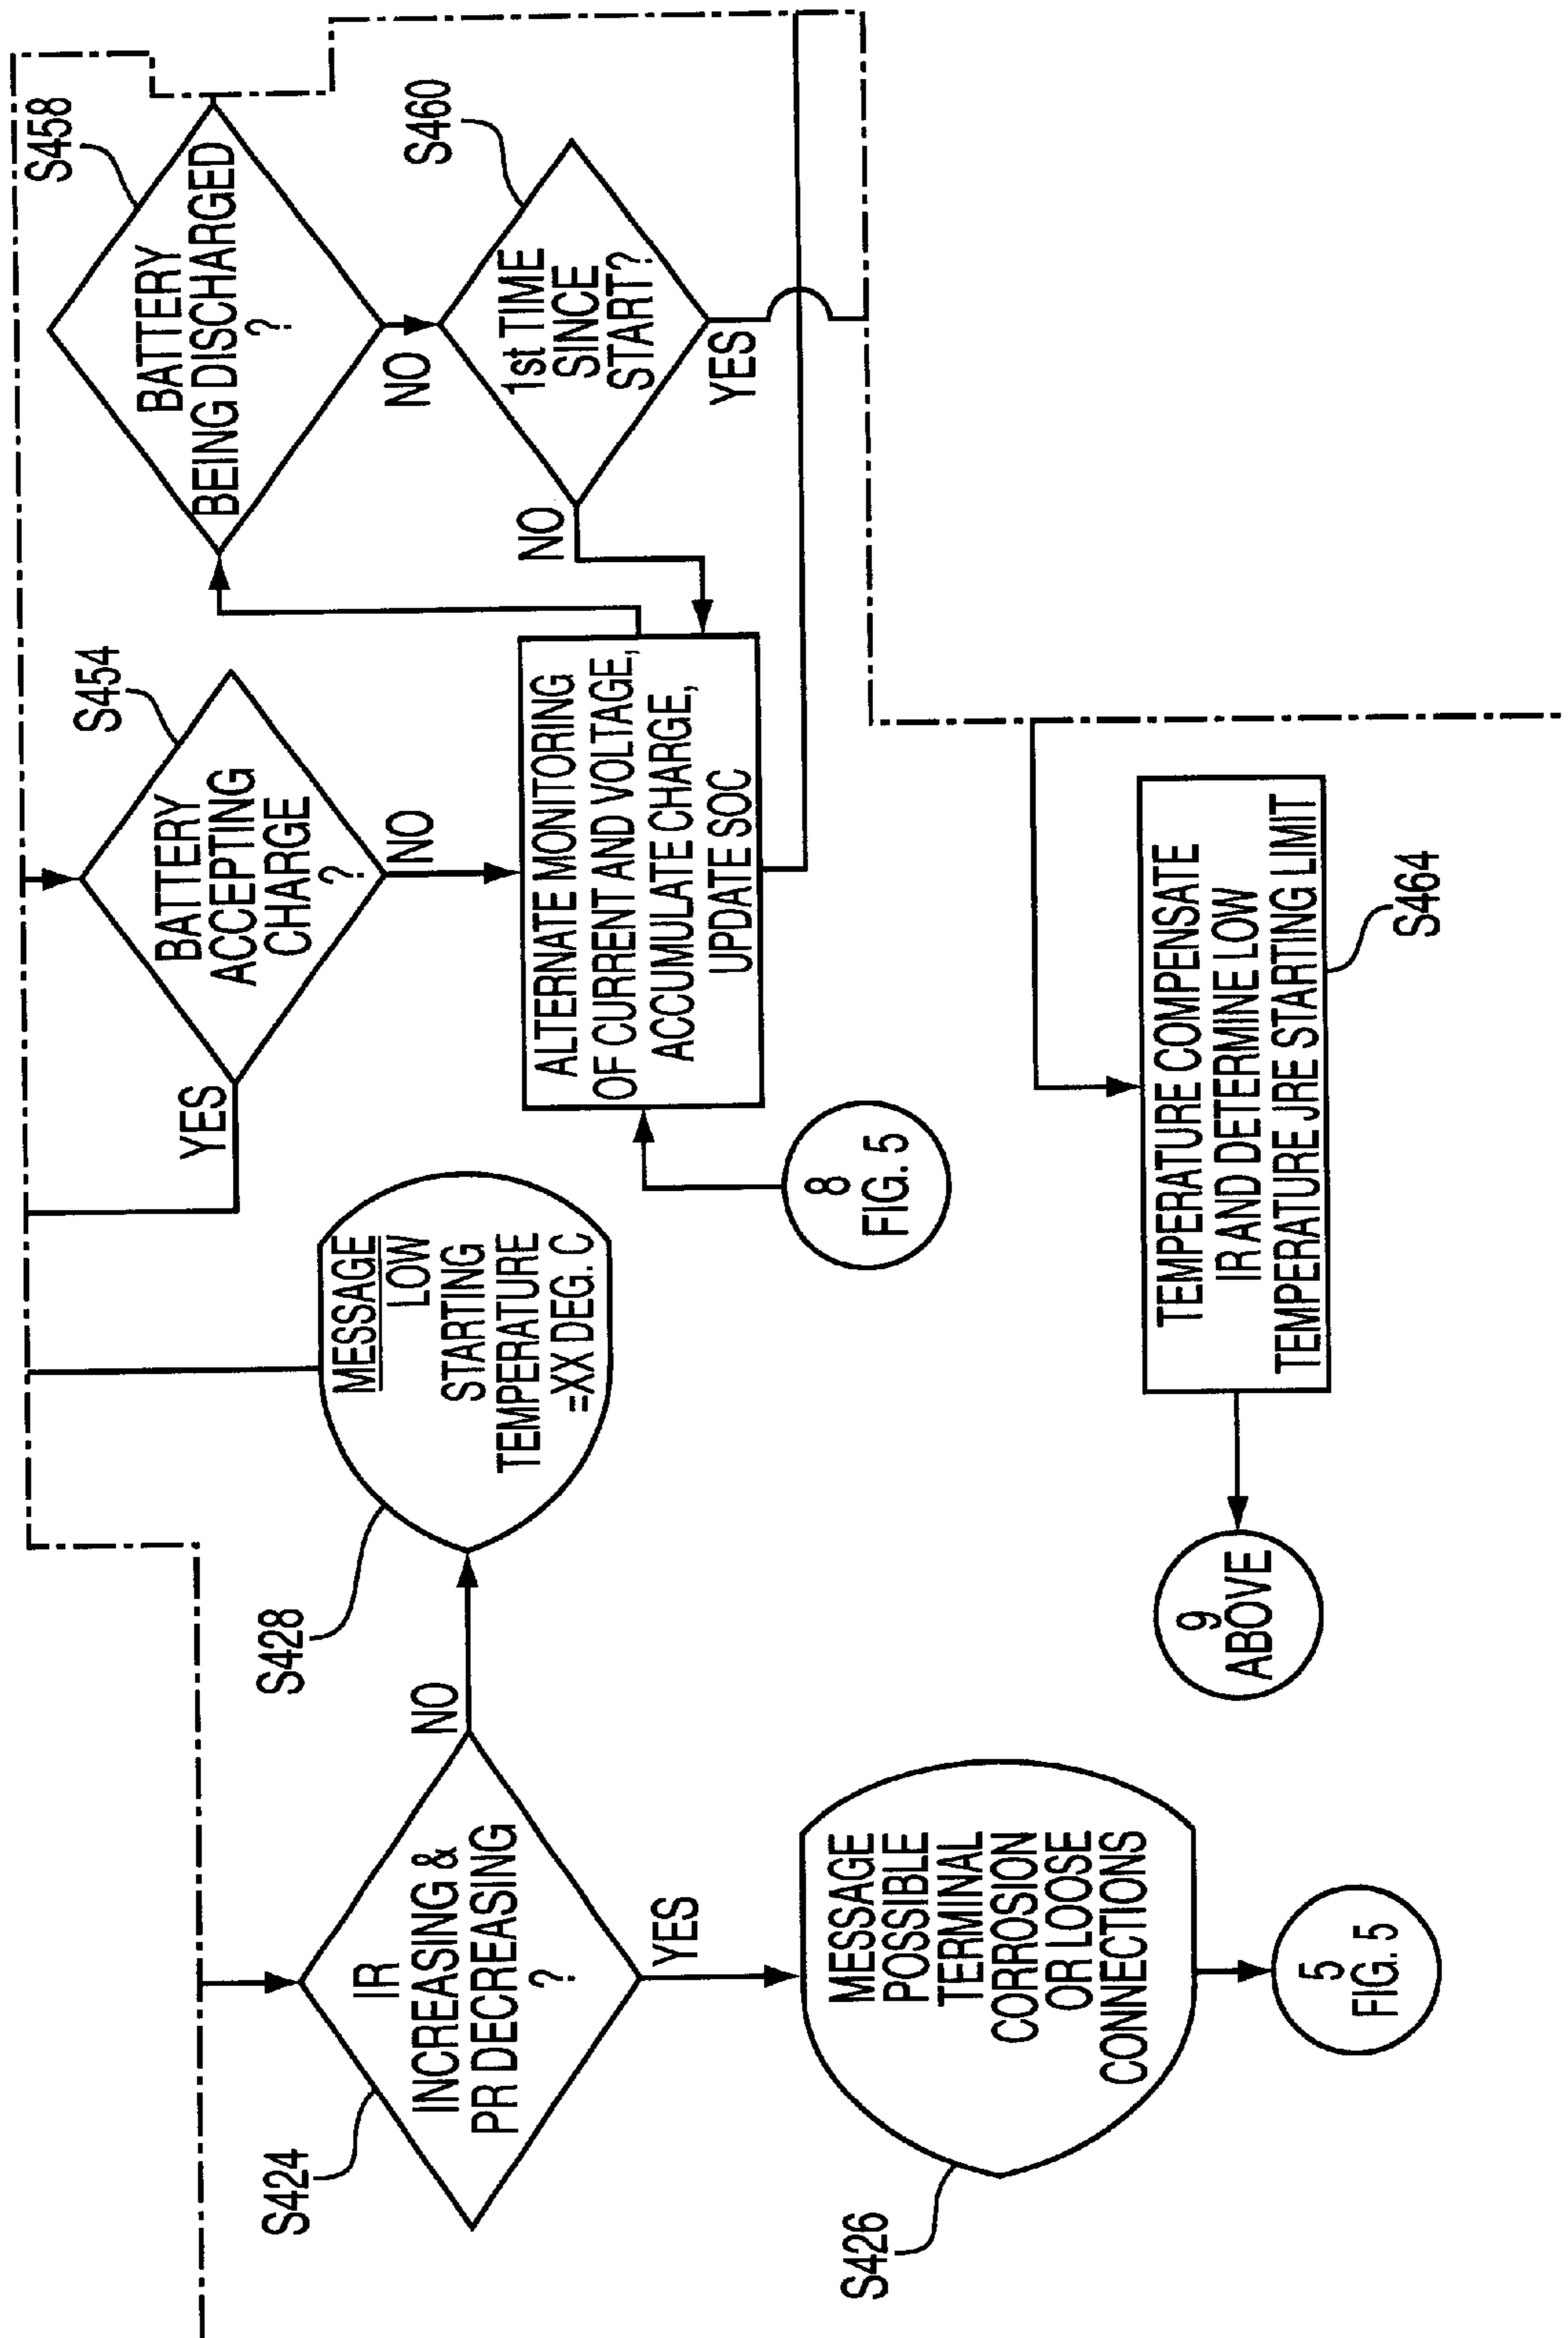 S424
IR
INCREASING &
PR DECREASING
?
NO
YES
S426
MESSAGE
POSSIBLE
TERMINAL
CORROSION
OR LOOSE
CONNECTIONS
5
FIG. 5
S428
MESSAGE
LOW
STARTING
TEMPERATURE
=XX DEG. C
S454
BATTERY
ACCEPTING
CHARGE
?
YES
NO
ALTERNATE MONITORING
OF CURRENT AND VOLTAGE,
ACCUMULATE CHARGE,
UPDATE SOC
8
FIG. 5
S458
BATTERY
BEING DISCHARGED
?
NO
S460
1st TIME
SINCE
START?
NO
YES
TEMPERATURE COMPENSATE
IR AND DETERMINE LOW
TEMPERATURE JRE STARTING LIMIT
S464
9
ABOVE